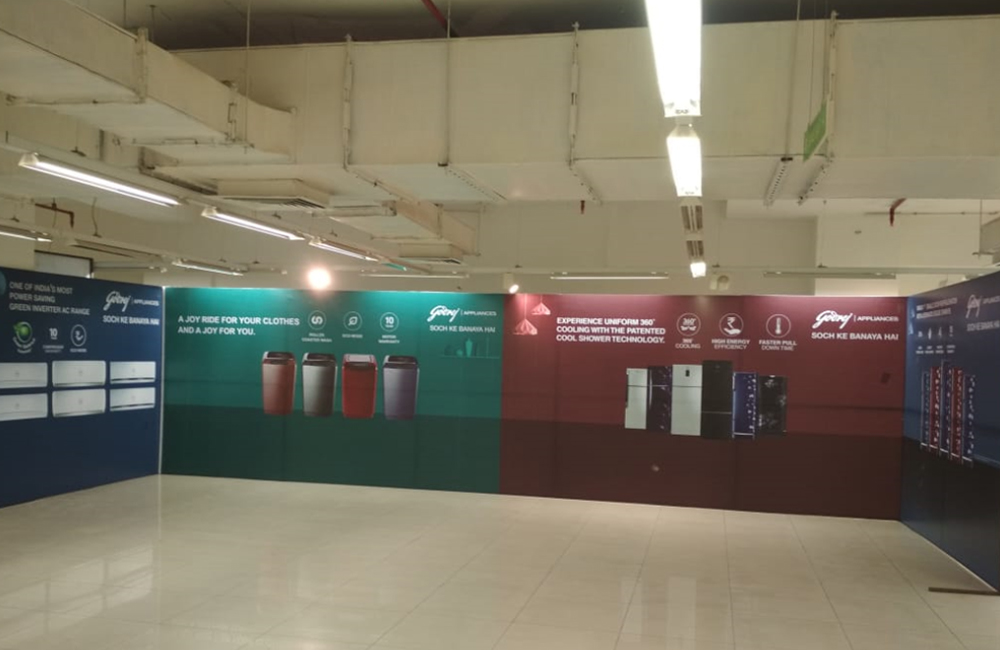 ONE OF INDIA'S MOST
POWER SAVING
GREEN INVERTER AC RANGE
Godrej | APPLIANCES
SOCH KE BANAYA HAI
10
A JOY RIDE FOR YOUR CLOTHES
AND A JOY FOR YOU.
10
WARRANTY
Godrej | APPLIANCES
SOCH KE BANAYA HAI
EXPERIENCE UNIFORM 360°
COOLING WITH THE PATENTED
COOL SHOWER TECHNOLOGY.
360°
360°
COOLING
HIGH ENERGY
EFFICIENCY
FASTER PULL
DOWN TIME
Godrej | APPLIANCES
SOCH KE BANAYA HAI
Godrej | APPLIANCES
SOCH KE BANAYA HAI